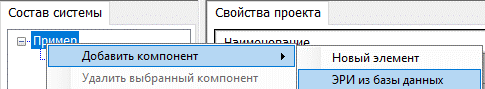 Состав системы
Свойства проекта
Пример
Наименование
Добавить компонент
Новый элемент
Удалить выбранный компонент
ЭРИ из базы данных